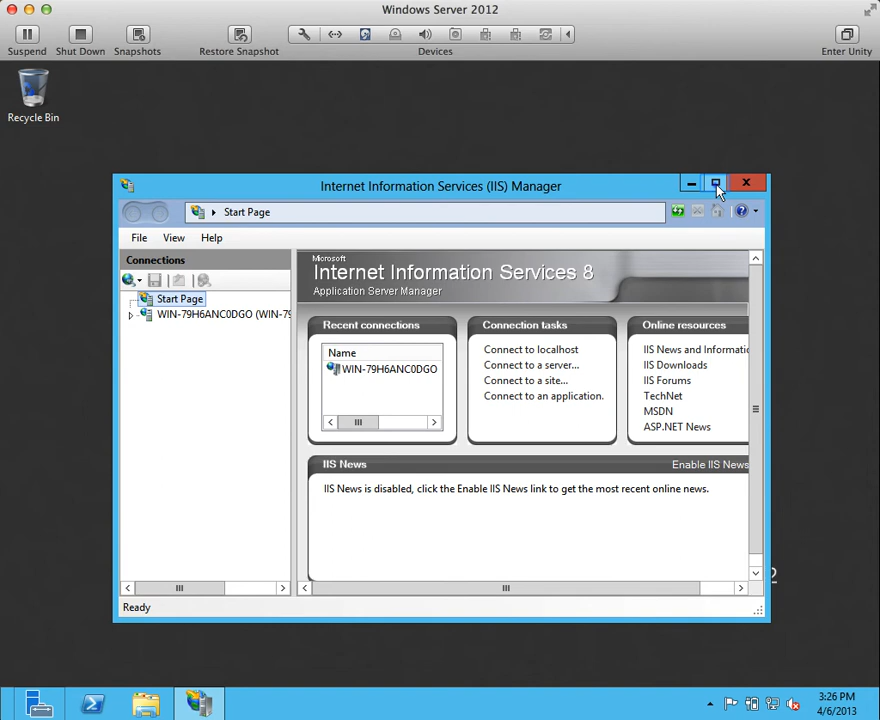 Windows Server 2012
Suspend
Shut Down
Snapshots
Restore Snapshot
Devices
Enter Unity
Recycle Bin
Internet Information Services (IIS) Manager
Start Page
File
View
Help
Connections
Start Page
WIN-79H6ANC0DGO (WIN-79
Microsoft
Internet Information Services 8
Application Server Manager
Recent connections
Name
WIN-79H6ANC0DGO
Connection tasks
Connect to localhost
Connect to a server...
Connect to a site...
Connect to an application.
Online resources
IIS News and Informatio
IIS Downloads
IIS Forums
TechNet
MSDN
ASP.NET News
IIS News
Enable IIS News
IIS News is disabled, click the Enable IIS News link to get the most recent online news.
2
Ready
3:26 PM
4/6/2013